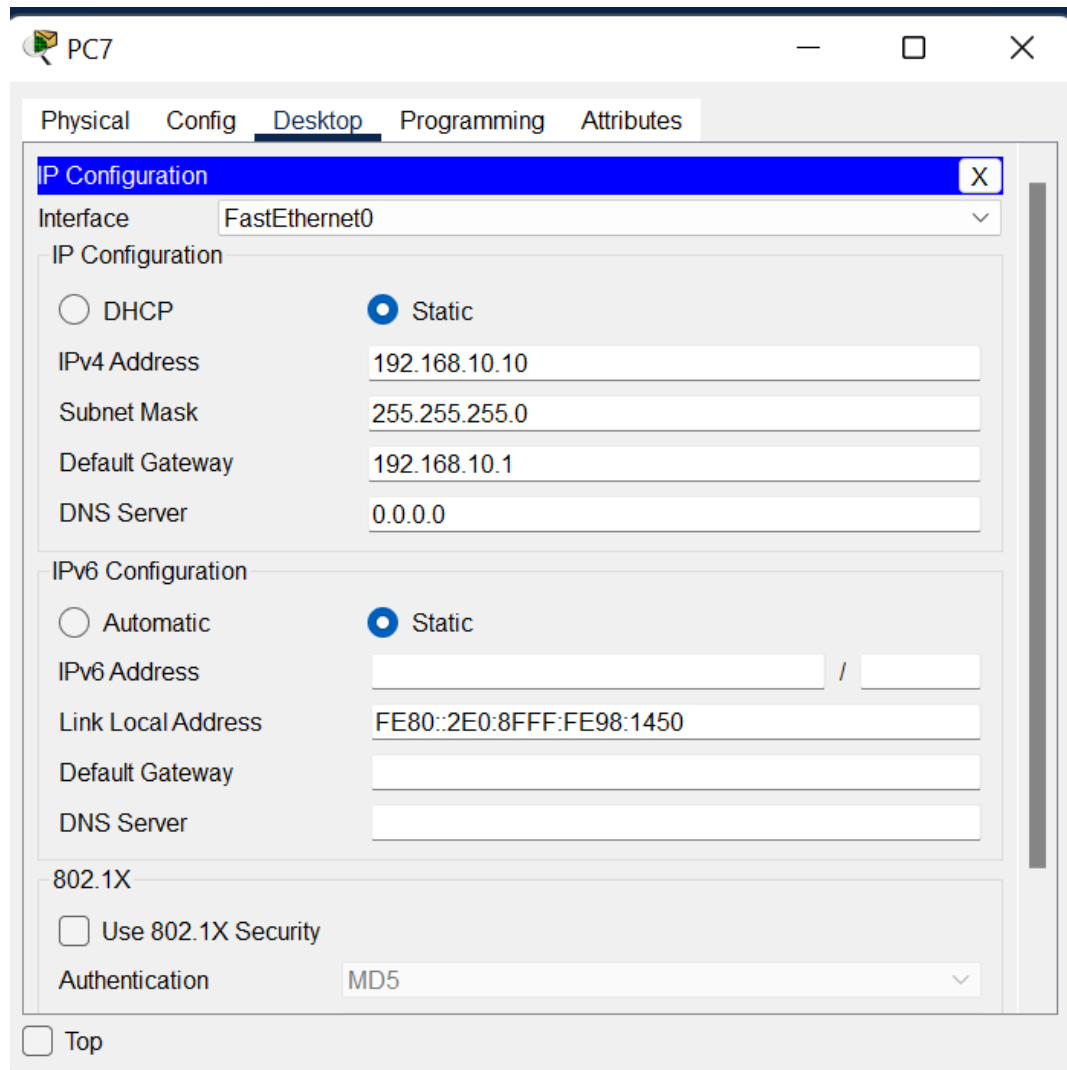 PC7
Physical Config Desktop Programming Attributes
IP Configuration X
Interface FastEthernet0
IP Configuration
DHCP Static
IPv4 Address 192.168.10.10
Subnet Mask 255.255.255.0
Default Gateway 192.168.10.1
DNS Server 0.0.0.0
IPv6 Configuration
Automatic Static
IPv6 Address /
Link Local Address FE80::2E0:8FFF:FE98:1450
Default Gateway
DNS Server
802.1X
Use 802.1X Security
Authentication MD5
Top